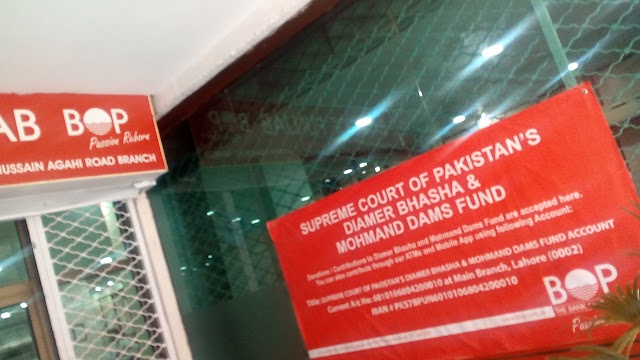 AB BOP
Passion Reborn
HUSSAIN AGAHI ROAD BRANCH
SUPREME COURT OF PAKISTAN'S
DIAMER BHASHA &
MOHMAND DAMS FUND
Donation / Contributions to Diamer Bhasha and Mohmand Dams Fund are accepted here.
You can also contribute through our ATMs and Mobile App using following Account:
Title: SUPREME COURT OF PAKISTAN'S DIAMER BHASHA & MOHMAND DAMS FUND ACCOUNT
Current A/c No: 6010106804200010 at Main Branch, Lahore (0002)
IBAN # PK57BPUN6010106804200010
BOP
THE BANK
Passion